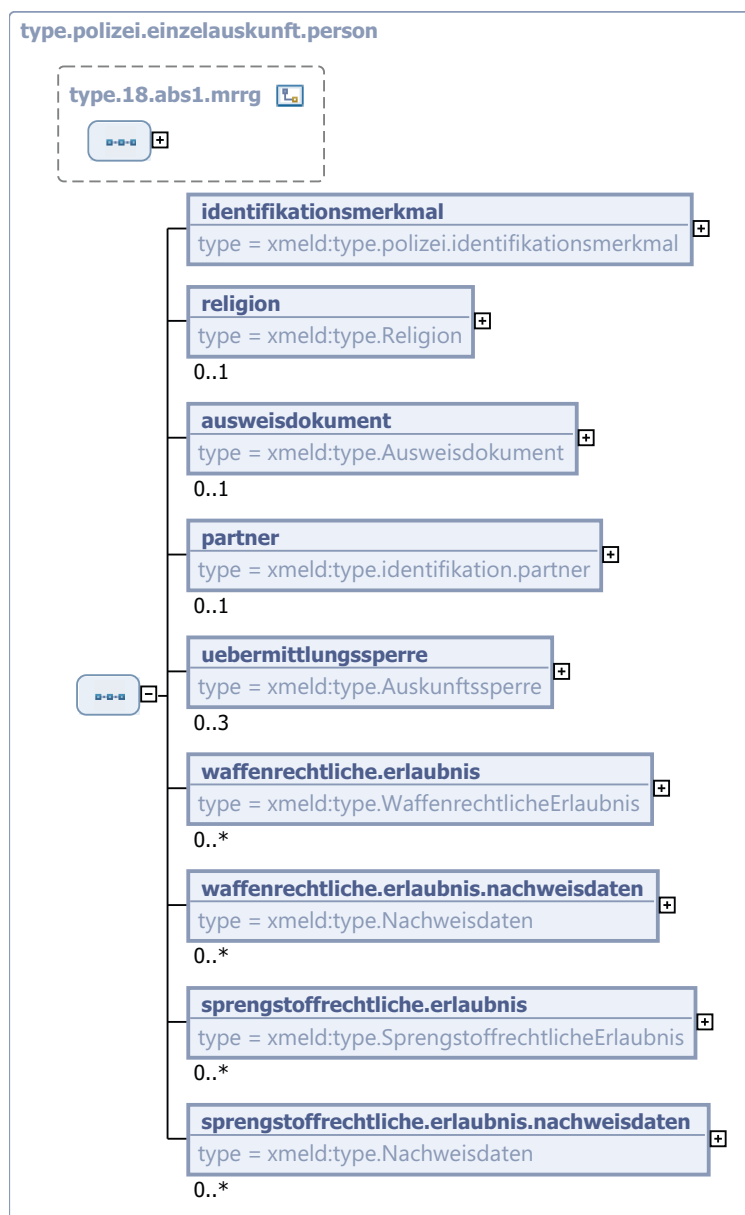 type.polizei.einzelauskunft.person
type.18.abs1.mrrg
identifikationsmerkmal
type = xmeld:type.polizei.identifikationsmerkmal
religion
type = xmeld:type.Religion
0..1
ausweisdokument
type = xmeld:type.Ausweisdokument
0..1
partner
type = xmeld:type.identifikation.partner
0..1
uebermittlungssperre
type = xmeld:type.Auskunftssperre
0..3
waffenrechtliche.erlaubnis
type = xmeld:type.WaffenrechtlicheErlaubnis
0..*
waffenrechtliche.erlaubnis.nachweisdaten
type = xmeld:type.Nachweisdaten
0..*
sprengstoffrechtliche.erlaubnis
type = xmeld:type.SprengstoffrechtlicheErlaubnis
0..*
sprengstoffrechtliche.erlaubnis.nachweisdaten
type = xmeld:type.Nachweisdaten
0..*